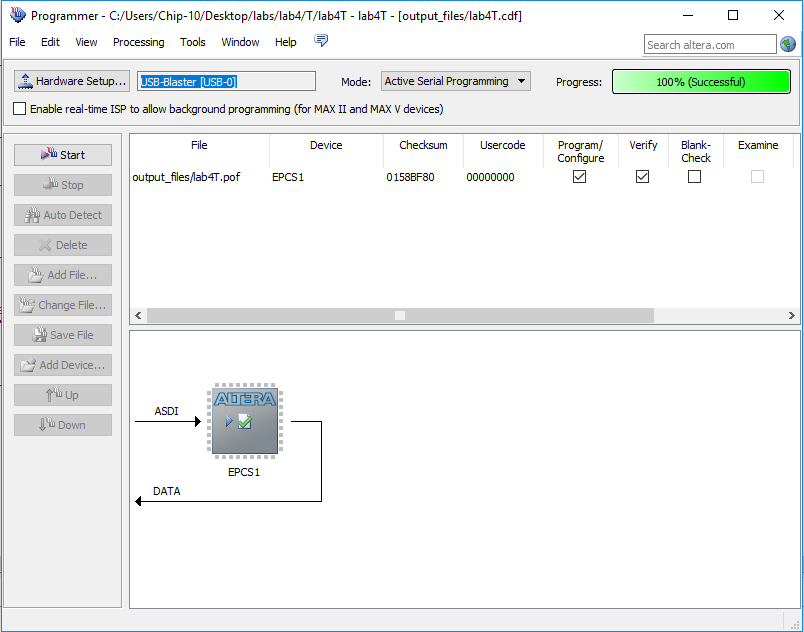 Programmer - C:/Users/Chip-10/Desktop/labs/lab4/T/lab4T - lab4T - [output_files/lab4T.cdf]
File Edit View Processing Tools Window Help
Search altera.com
Hardware Setup...
USB-Blaster [USB-0]
Mode:
Active Serial Programming
Progress:
100% (Successful)
Enable real-time ISP to allow background programming (for MAX II and MAX V devices)
Start
Stop
Auto Detect
Delete
Add File...
Change File...
Save File
Add Device...
Up
Down
File Device Checksum Usercode Program/ Verify Blank- Examine
Configure Check
output_files/lab4T.pof EPCS1 0158BF80 00000000
ASDI
ALTERA
EPCS1
DATA